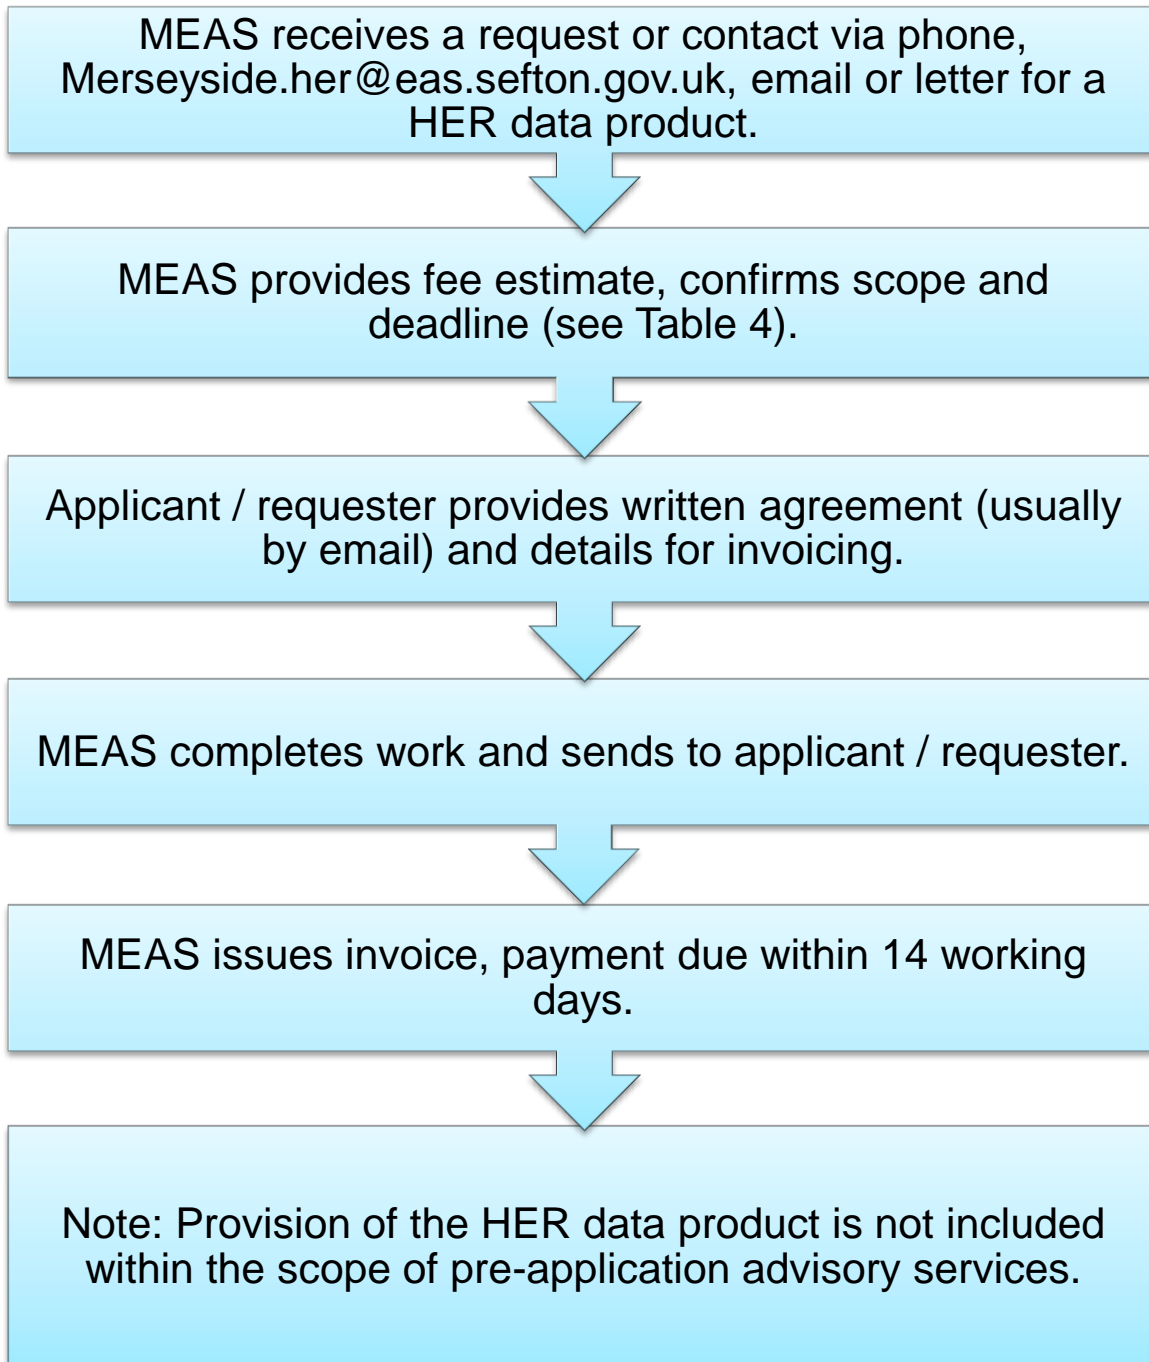 MEAS receives a request or contact via phone,
Merseyside.her@eas.sefton.gov.uk, email or letter for a
HER data product.
MEAS provides fee estimate, confirms scope and
deadline (see Table 4).
Applicant / requester provides written agreement (usually
by email) and details for invoicing.
MEAS completes work and sends to applicant / requester.
MEAS issues invoice, payment due within 14 working
days.
Note: Provision of the HER data product is not included
within the scope of pre-application advisory services.